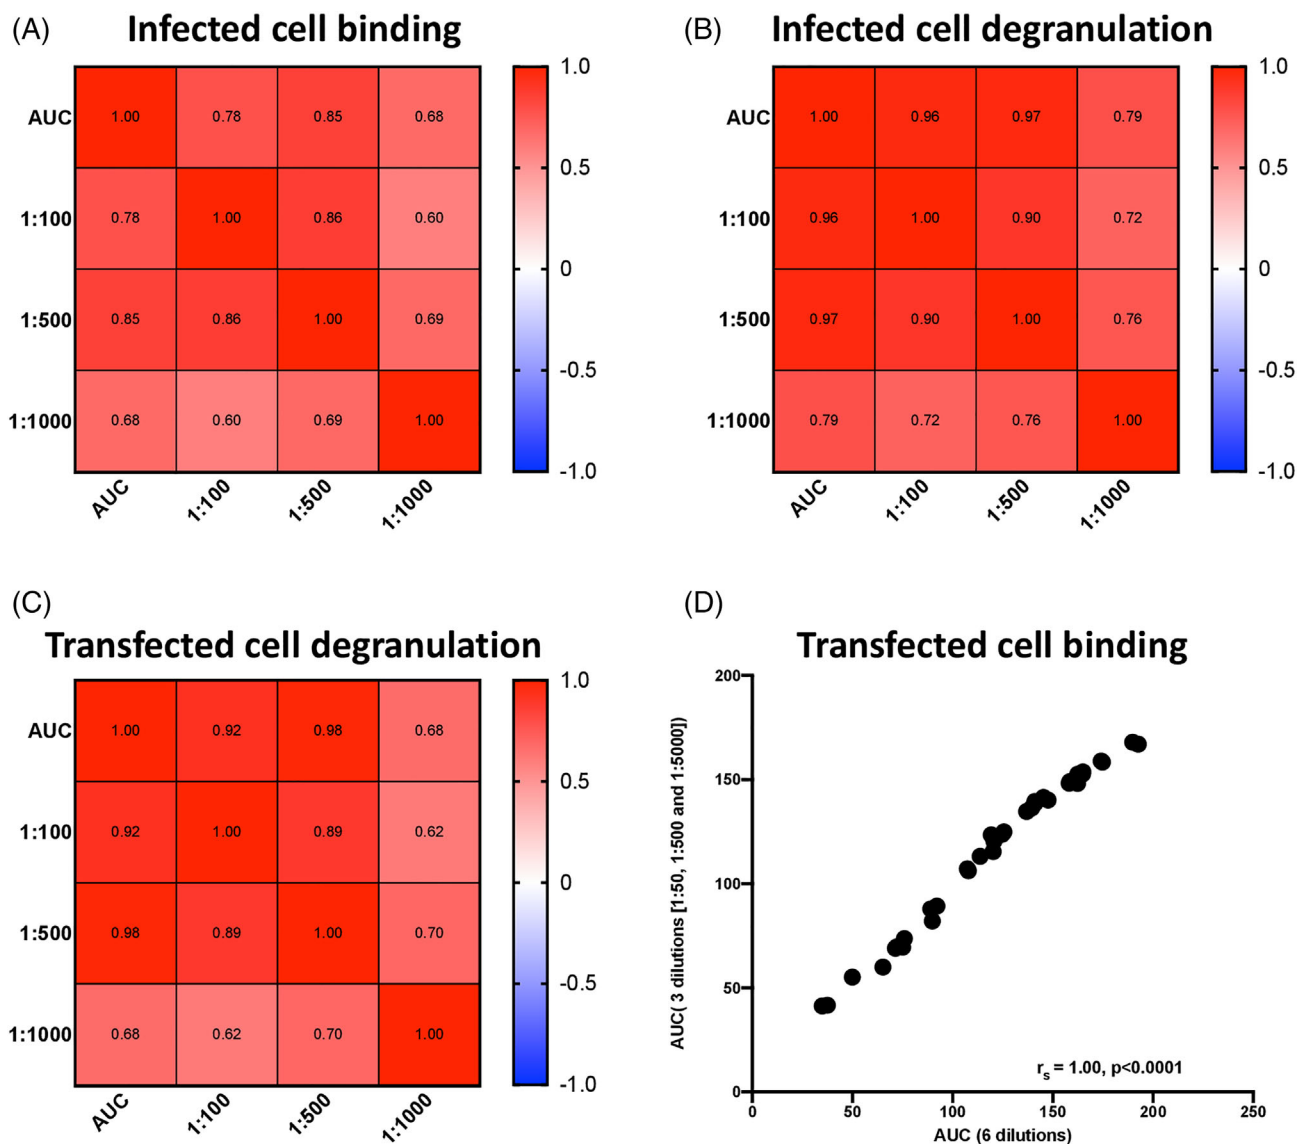 (A)
Infected cell binding
AUC 1.00 0.78 0.85 0.68
1:100 0.78 1.00 0.86 0.60
1:500 0.85 0.86 1.00 0.69
1:1000 0.68 0.60 0.69 1.00
AUC 1:100 1:500 1:1000
1.0
0.5
0
-0.5
-1.0
(B)
Infected cell degranulation
AUC 1.00 0.96 0.97 0.79
1:100 0.96 1.00 0.90 0.72
1:500 0.97 0.90 1.00 0.76
1:1000 0.79 0.72 0.76 1.00
AUC 1:100 1:500 1:1000
1.0
0.5
0
-0.5
-1.0
(C)
Transfected cell degranulation
AUC 1.00 0.92 0.98 0.68
1:100 0.92 1.00 0.89 0.62
1:500 0.98 0.89 1.00 0.70
1:1000 0.68 0.62 0.70 1.00
AUC 1:100 1:500 1:1000
1.0
0.5
0
-0.5
-1.0
(D)
Transfected cell binding
AUC( 3 dilutions [1:50, 1:500 and 1:5000])
200
150
100
50
0
rs = 1.00, p<0.0001
0 50 100 150 200 250
AUC (6 dilutions)